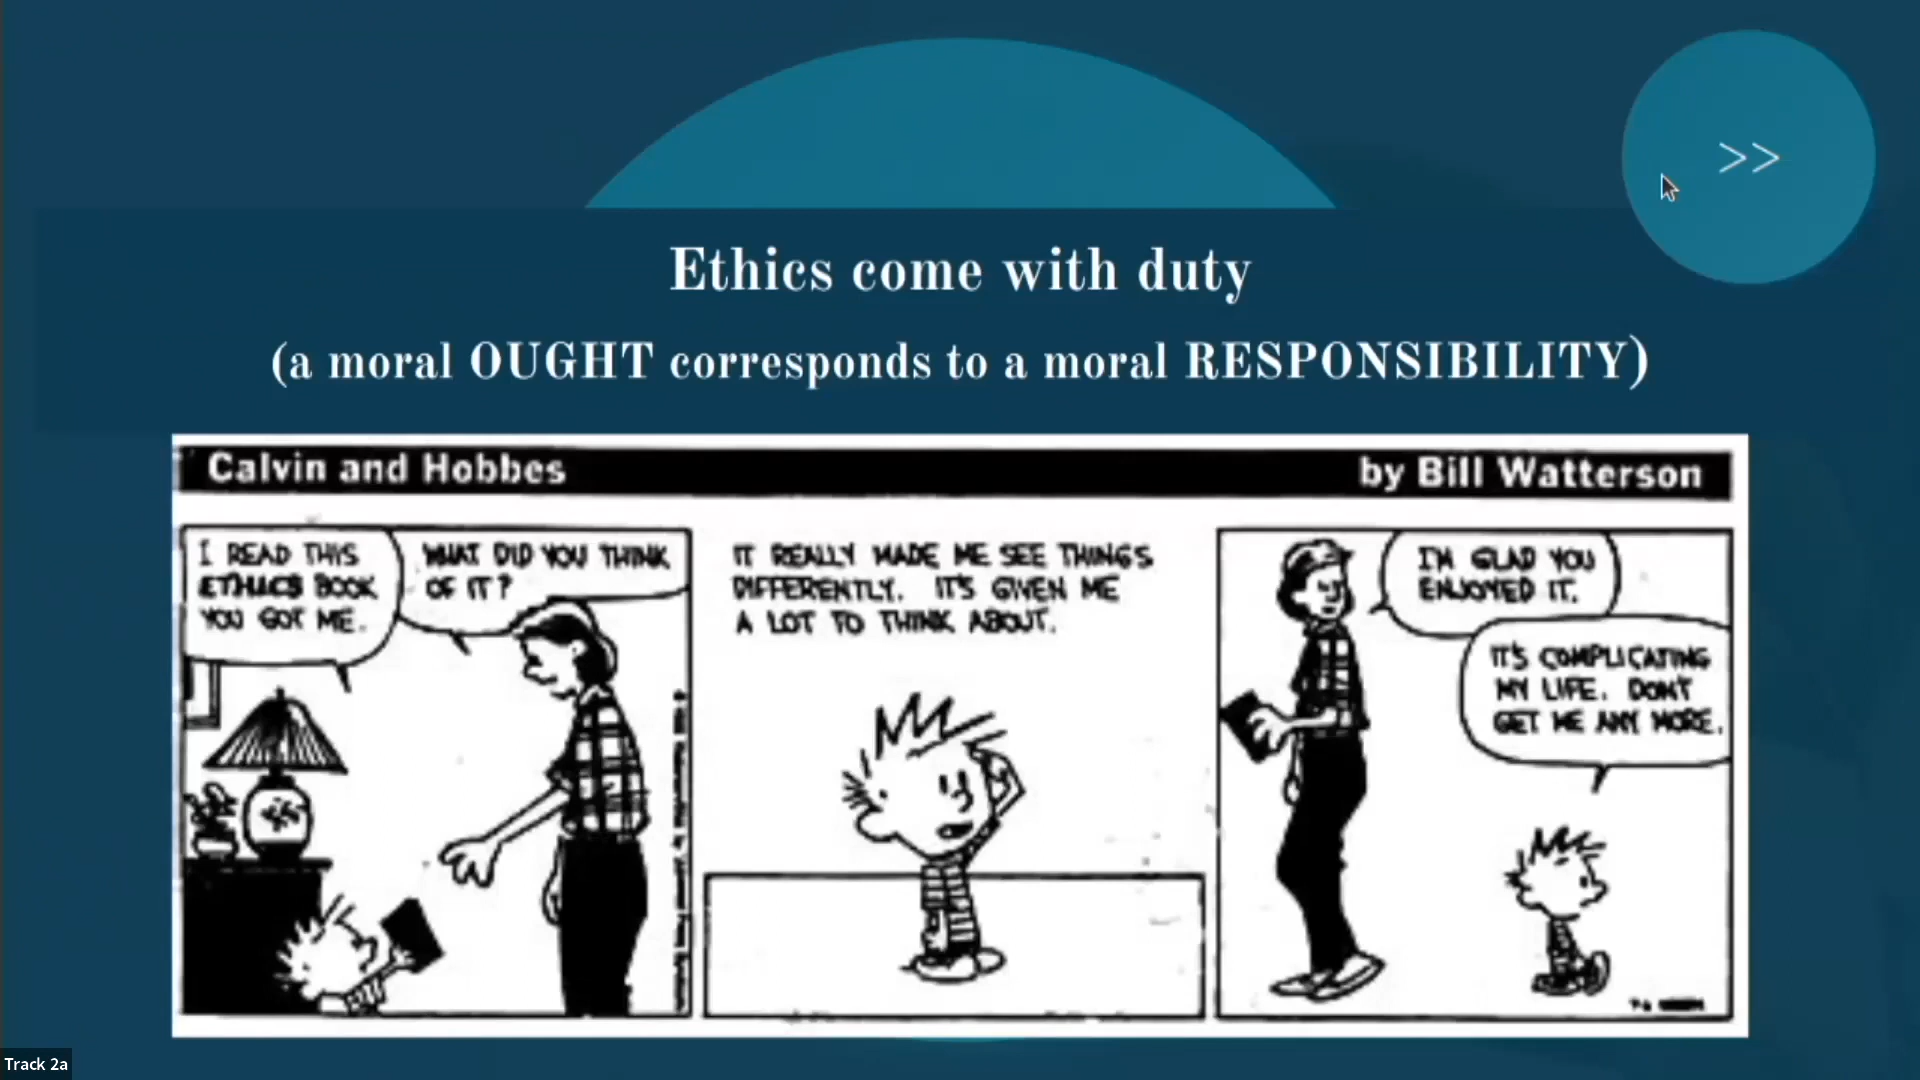 >>
Ethics come with duty
(a moral OUGHT corresponds to a moral RESPONSIBILITY)
Calvin and Hobbes
by Bill Watterson
I READ THIS
ETHICS BOOK
YOU GOT ME.
WHAT DID YOU THINK
OF IT?
IT REALLY MADE ME SEE THINGS
DIFFERENTLY. IT'S GIVEN ME
A LOT TO THINK ABOUT.
I'M GLAD YOU
ENJOYED IT.
IT'S COMPLICATING
MY LIFE. DON'T
GET ME ANY MORE.
Track 2a